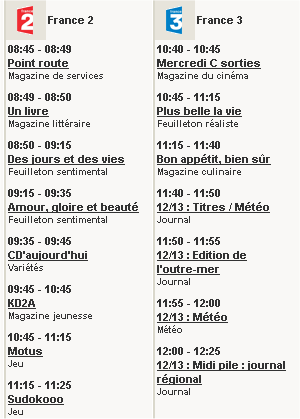 France 2
08:45 - 08:49
Point route
Magazine de services
08:49 - 08:50
Un livre
Magazine littéraire
08:50 - 09:15
Des jours et des vies
Feuilleton sentimental
09:15 - 09:35
Amour, gloire et beauté
Feuilleton sentimental
09:35 - 09:45
CD'aujourd'hui
Variétés
09:45 - 10:45
KD2A
Magazine jeunesse
10:45 - 11:15
Motus
Jeu
11:15 - 11:25
Sudokooo
Jeu
France 3
10:40 - 10:45
Mercredi C sorties
Magazine du cinéma
10:45 - 11:15
Plus belle la vie
Feuilleton réaliste
11:15 - 11:40
Bon appétit, bien sûr
Magazine culinaire
11:40 - 11:50
12/13 : Titres / Météo
Journal
11:50 - 11:55
12/13 : Edition de
l'outre-mer
Journal
11:55 - 12:00
12/13 : Météo
Météo
12:00 - 12:25
12/13 : Midi pile : journal
régional
Journal